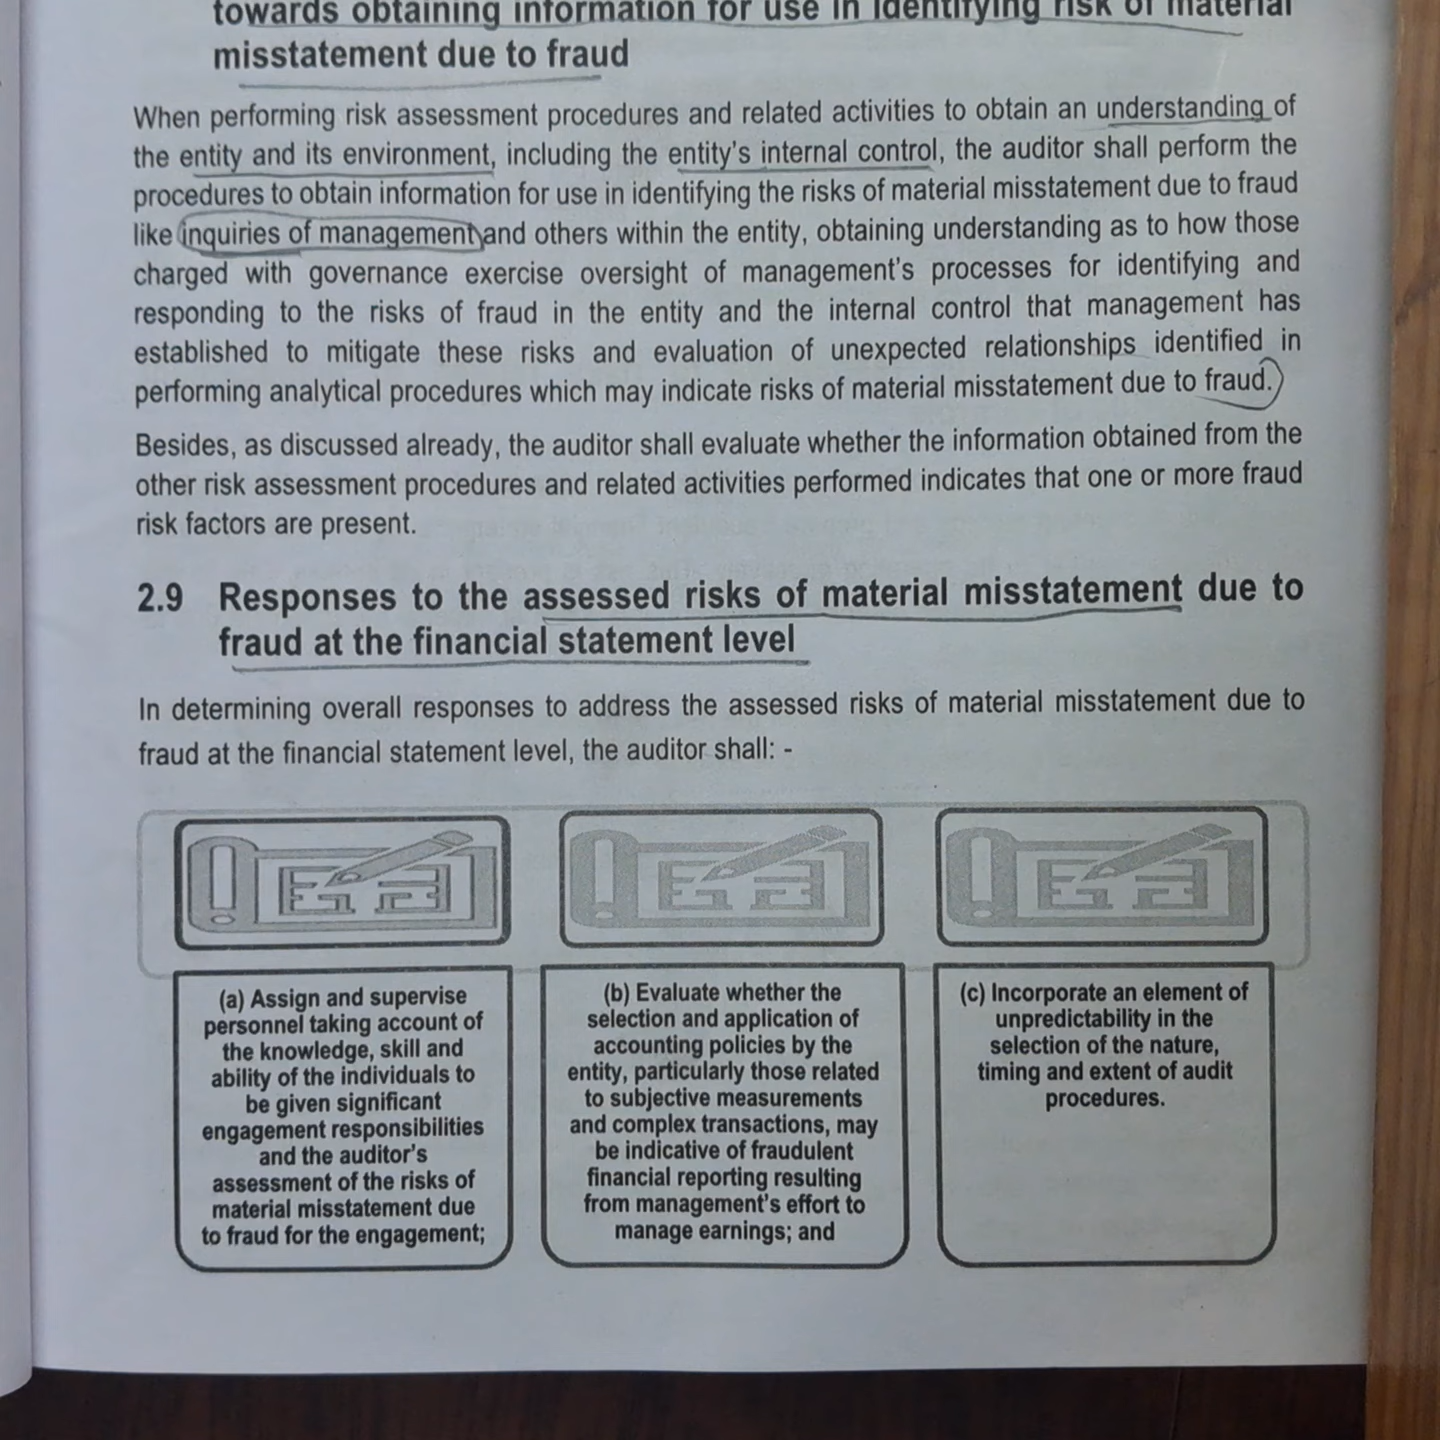 towards obtaining information for use in identifying risk of material
misstatement due to fraud
When performing risk assessment procedures and related activities to obtain an understanding of
the entity and its environment, including the entity's internal control, the auditor shall perform the
procedures to obtain information for use in identifying the risks of material misstatement due to fraud
like inquiries of management and others within the entity, obtaining understanding as to how those
charged with governance exercise oversight of management's processes for identifying and
responding to the risks of fraud in the entity and the internal control that management has
established to mitigate these risks and evaluation of unexpected relationships identified in
performing analytical procedures which may indicate risks of material misstatement due to fraud.
Besides, as discussed already, the auditor shall evaluate whether the information obtained from the
other risk assessment procedures and related activities performed indicates that one or more fraud
risk factors are present.
2.9 Responses to the assessed risks of material misstatement due to
fraud at the financial statement level
In determining overall responses to address the assessed risks of material misstatement due to
fraud at the financial statement level, the auditor shall: -
(a) Assign and supervise
personnel taking account of
the knowledge, skill and
ability of the individuals to
be given significant
engagement responsibilities
and the auditor's
assessment of the risks of
material misstatement due
to fraud for the engagement;
(b) Evaluate whether the
selection and application of
accounting policies by the
entity, particularly those related
to subjective measurements
and complex transactions, may
be indicative of fraudulent
financial reporting resulting
from management's effort to
manage earnings; and
(c) Incorporate an element of
unpredictability in the
selection of the nature,
timing and extent of audit
procedures.